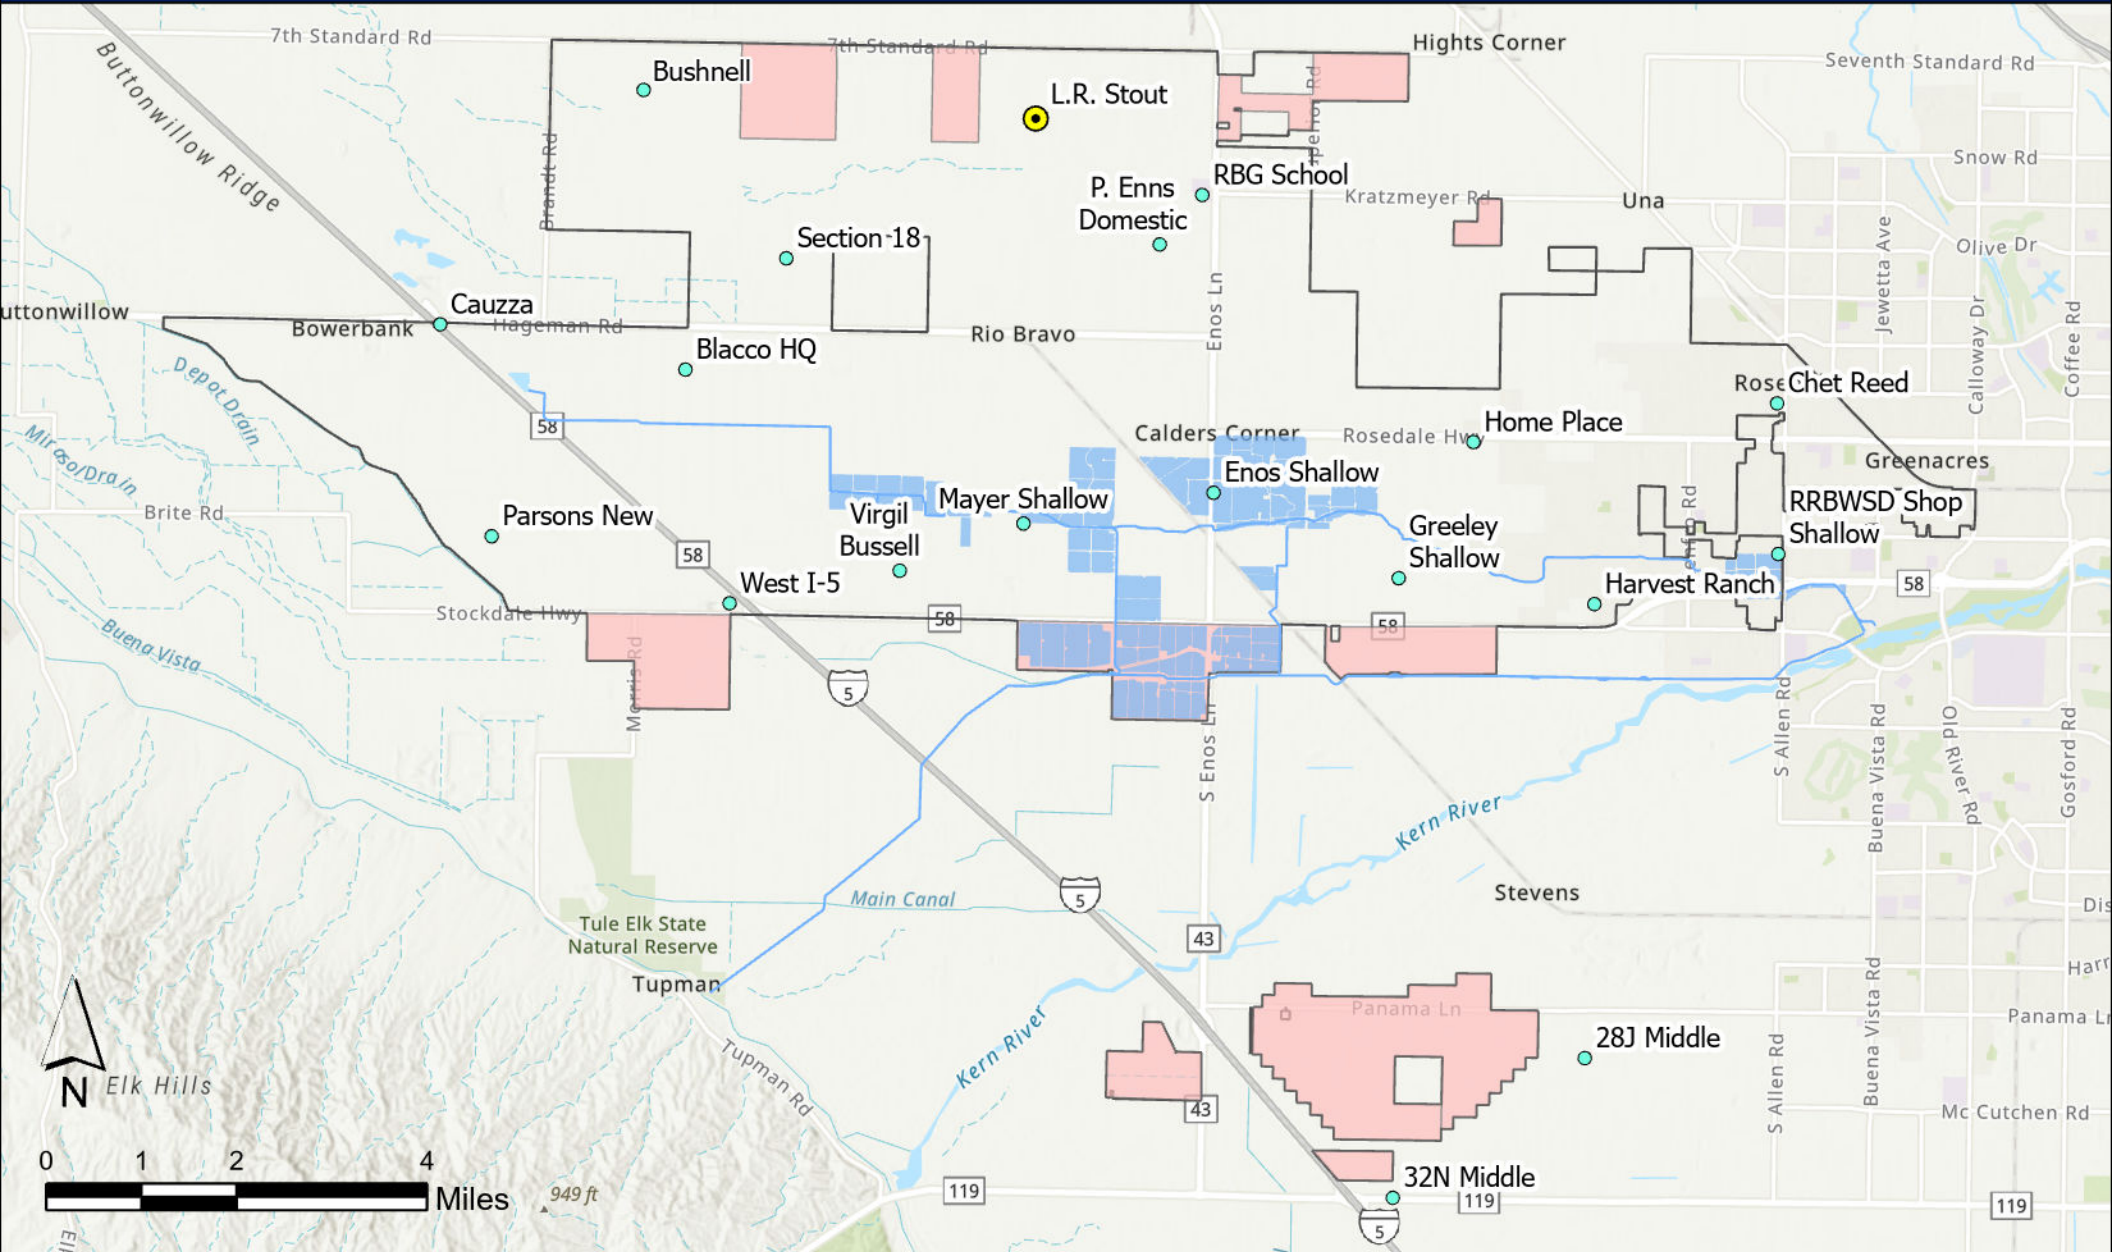 7th Standard Rd
7th Standard Rd
Hights Corner
Seventh Standard Rd
Buttonwillow Ridge
Bushnell
L.R. Stout
Snow Rd
Brandt Rd
RBG School
P. Enns
Domestic
Kratzmeyer Rd
Una
Jewetta Ave
Olive Dr
Section 18
Enos Ln
Calloway Dr
Coffee Rd
Cauzza
uttonwillow
Bowerbank
Hageman Rd
Rio Bravo
Blacco HQ
Depot Drain
Chet Reed
58
Calders Corner
Rosedale Hwy
Home Place
Greenacres
Enos Shallow
Mayer Shallow
RRBWSD Shop
Shallow
Brite Rd
Parsons New
Virgil
Bussell
Greeley
Shallow
58
West I-5
Harvest Ranch
58
Stockdale Hwy
58
58
Buena Vista
Morris Rd
5
S Enos Ln
S Allen Rd
Buena Vista Rd
Old River Rd
Gosford Rd
Kern River
5
Main Canal
Stevens
Tule Elk State
Natural Reserve
43
Tupman
Panama Ln
Panama Ln
28J Middle
Kern River
Tupman Rd
S Allen Rd
Buena Vista Rd
N
Elk Hills
43
Mc Cutchen Rd
0 1 2 4
Miles
949 ft
119
32N Middle
119
119
5